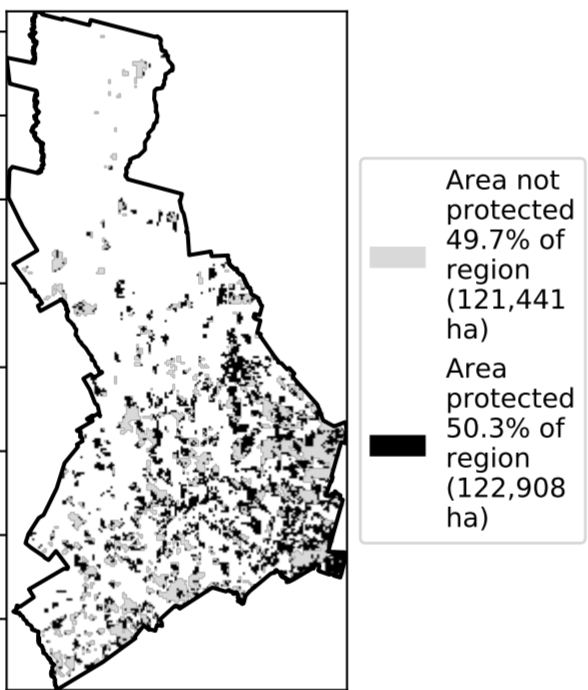 Area not
protected
49.7% of
region
(121,441
ha)
Area
protected
50.3% of
region
(122,908
ha)